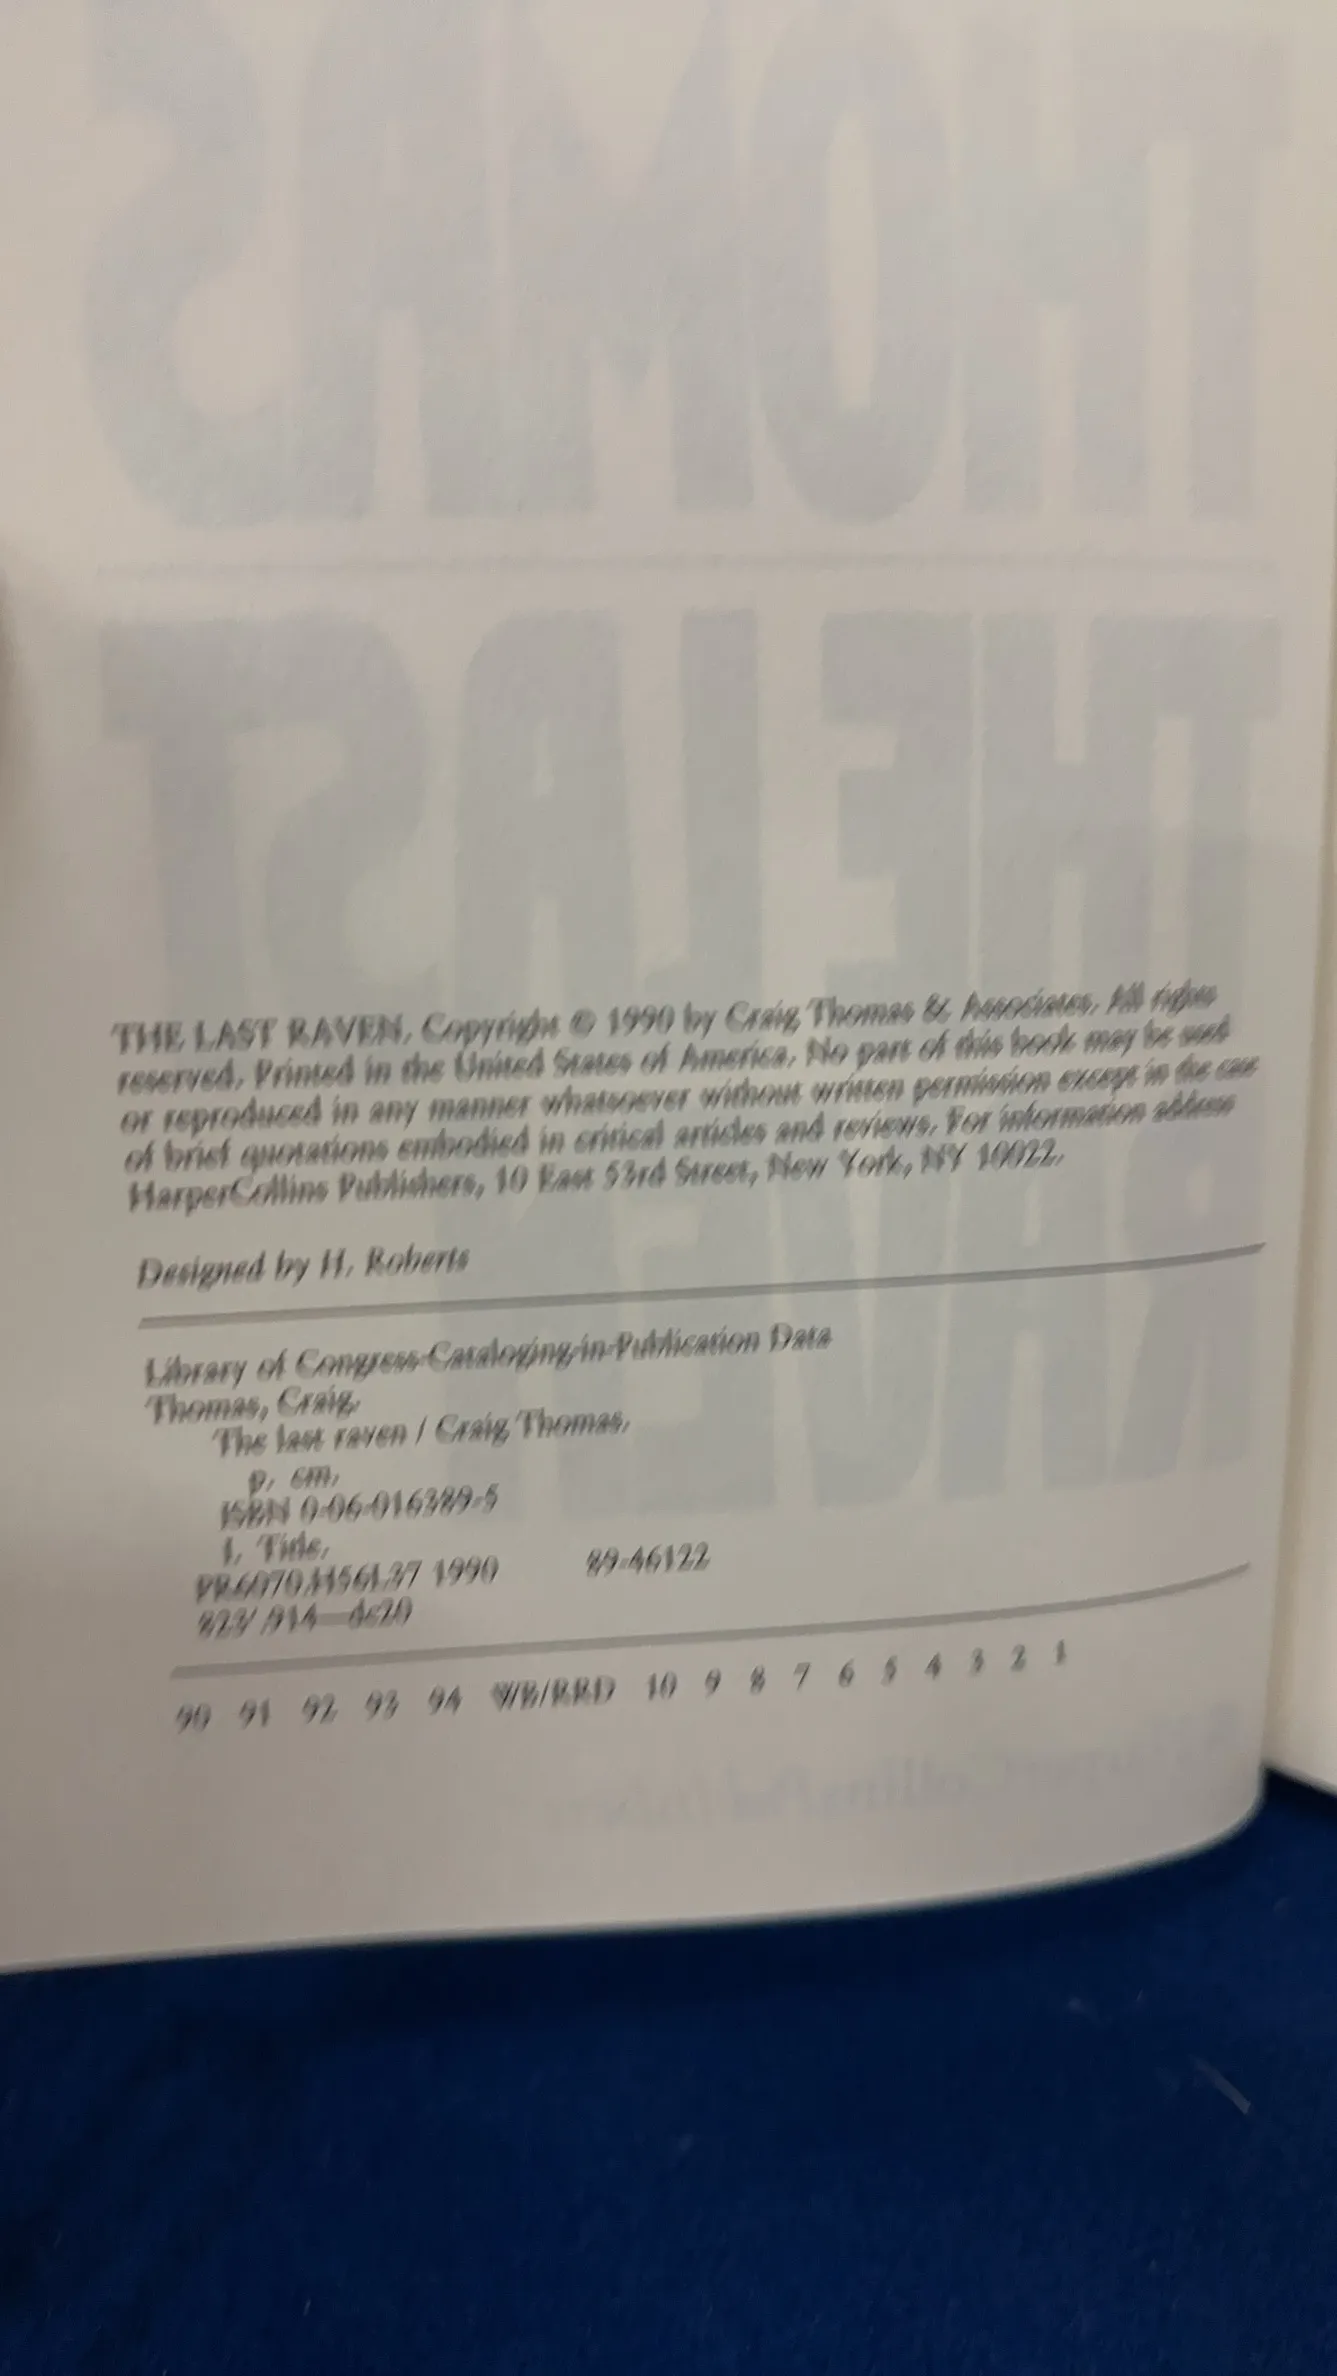 THE LAST RAVEN. Copyright © 1990 by Craig Thomas & Associates. All rights
reserved. Printed in the United States of America. No part of this book may be used
or reproduced in any manner whatsoever without written permission except in the case
of brief quotations embodied in critical articles and reviews. For information address
HarperCollins Publishers, 10 East 53rd Street, New York, NY 10022.
Designed by H. Roberts
Library of Congress Cataloging-in-Publication Data
Thomas, Craig.
The last raven / Craig Thomas.
p. cm.
ISBN 0-06-016389-5
I. Title.
PR6070.H56L37 1990 89-46122
823/.914—dc20
90 91 92 93 94 WB/RRD 10 9 8 7 6 5 4 3 2 1